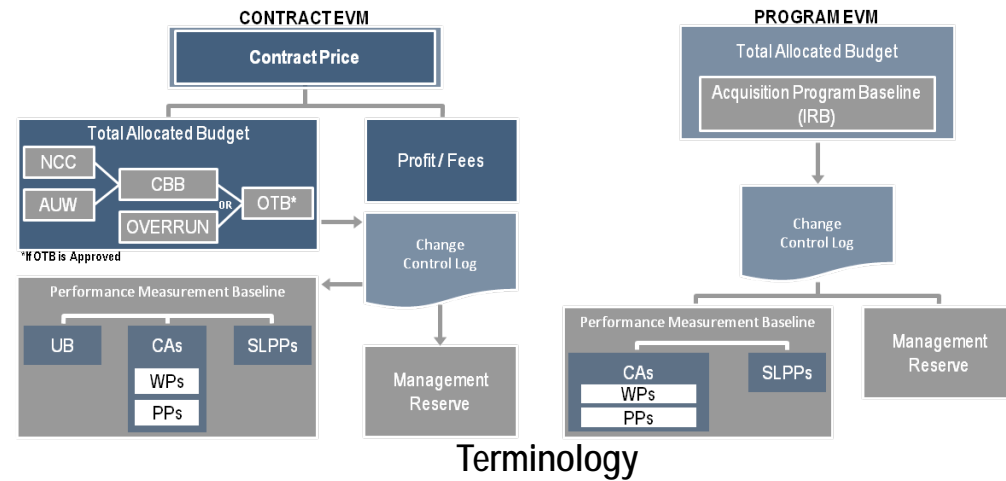 CONTRACT EVM
Contract Price
Total Allocated Budget
NCC
AUW
CBB
OVERRUN
OR
OTB*
Profit / Fees
*If OTB is Approved
Change
Control Log
Performance Measurement Baseline
UB
CAs
WPs
PPs
SLPPs
Management
Reserve
PROGRAM EVM
Total Allocated Budget
Acquisition Program Baseline
(IRB)
Change
Control Log
Performance Measurement Baseline
CAs
WPs
PPs
SLPPs
Management
Reserve
Terminology